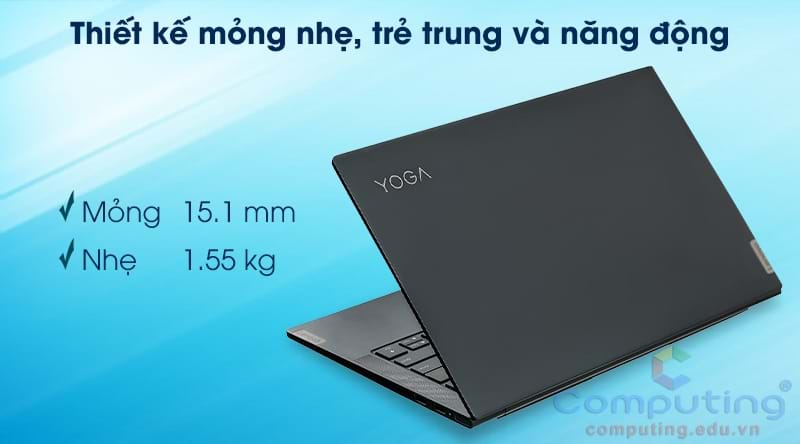 Thiết kế mỏng nhẹ, trẻ trung và năng động
Mỏng 15.1 mm
Nhẹ 1.55 kg
YOGA
Computing®
computing.edu.vn